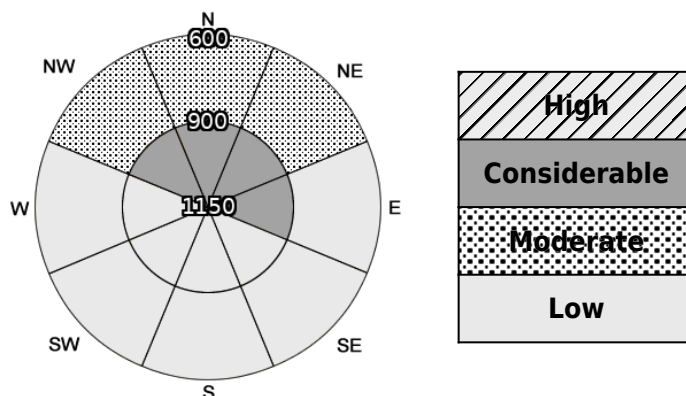 N
600
NW
NE
900
W
1150
E
SW
SE
S
High
Considerable
Moderate
Low